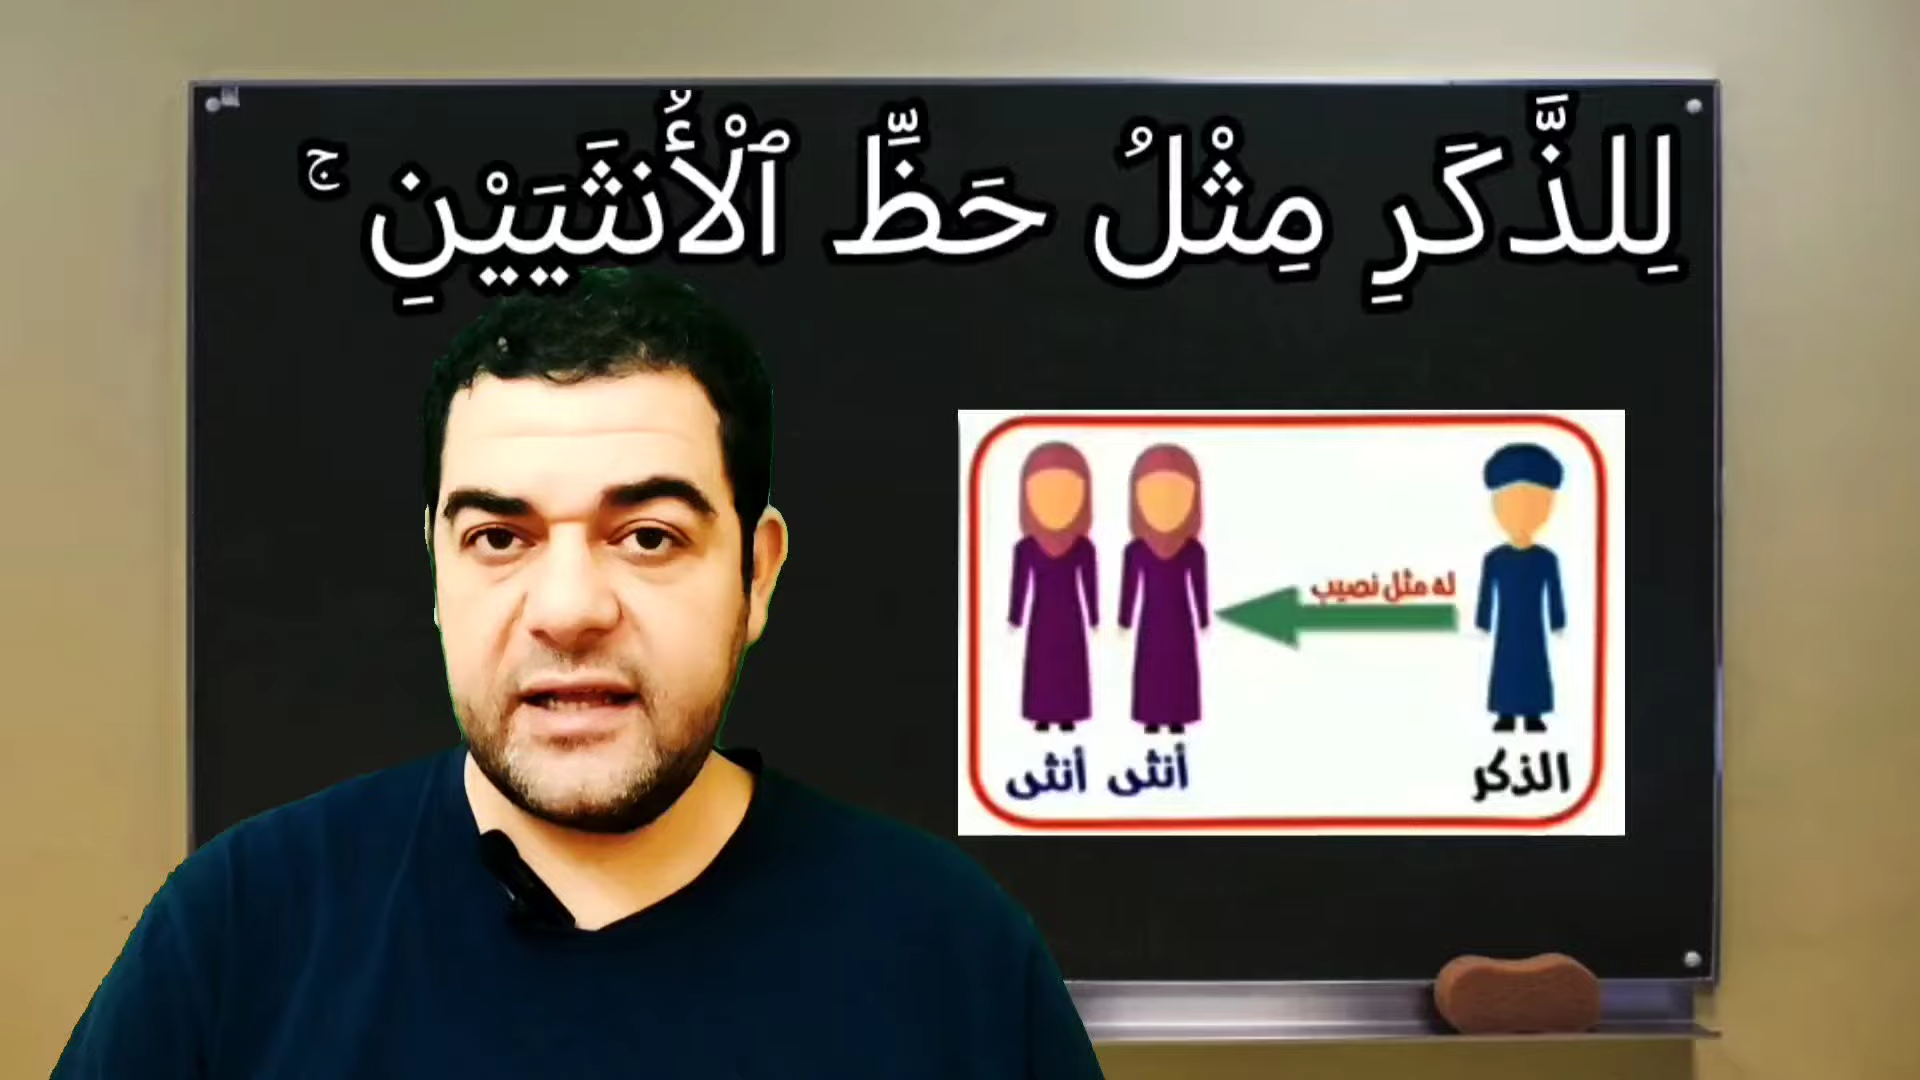 لِلذَّكَرِ مِثْلُ حَظِّ ٱلْأُنثَيَيْنِ ۚ
له مثل نصيب
أنثى أنثى
الذكر